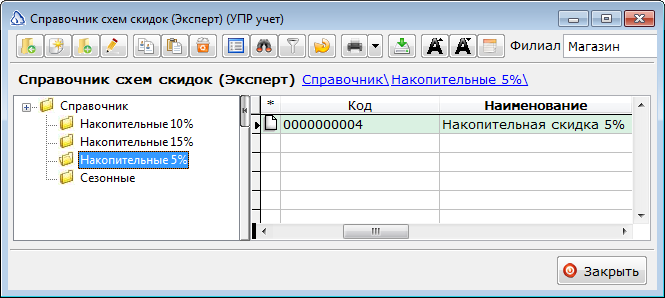 Справочник схем скидок (Эксперт) (УПР учет)
Филиал Магазин
Справочник схем скидок (Эксперт) Справочник\ Накопительные 5%\
Справочник
Накопительные 10%
Накопительные 15%
Накопительные 5%
Сезонные
* Код Наименование
0000000004 Накопительная скидка 5%
Закрыть